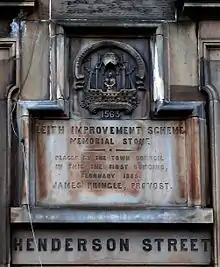 1563
LEITH IMPROVEMENT SCHEME
MEMORIAL STONE
PLACED BY THE TOWN COUNCIL
IN THIS THE FIRST BUILDING,
FEBRUARY 1885.
JAMES PRINGLE, PROVOST.
HENDERSON STREET